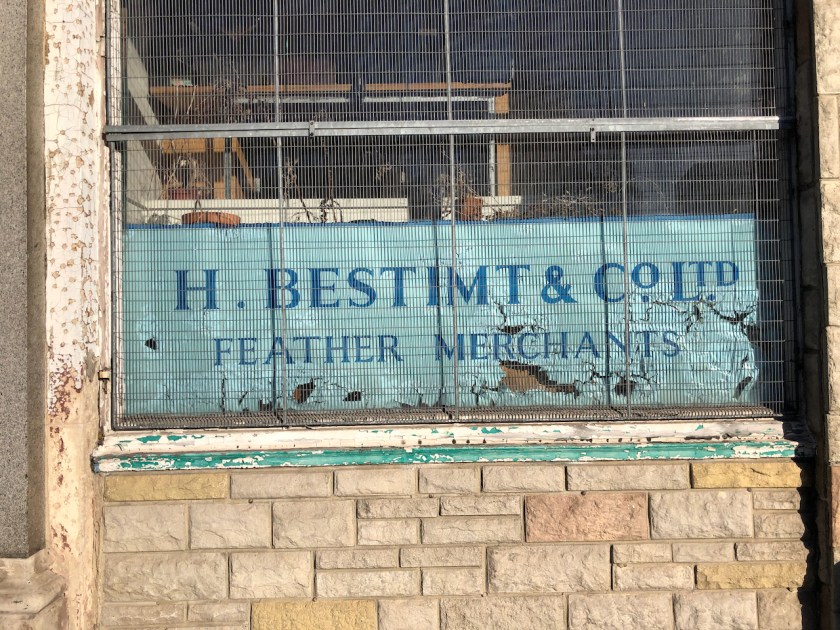 H. BESTIMT & Co. LTD.
FEATHER MERCHANTS